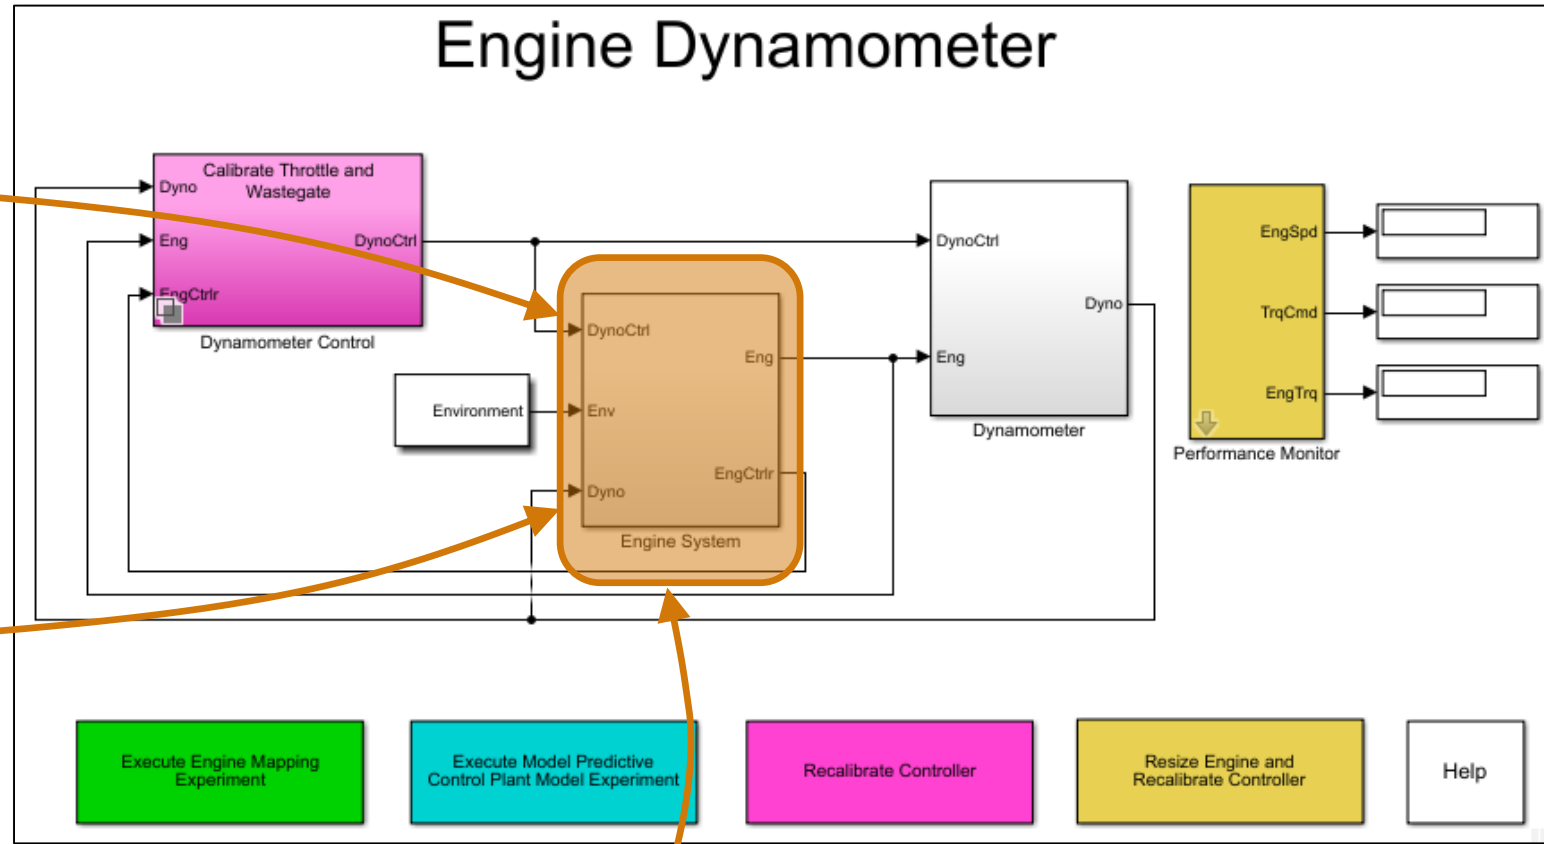 Engine Dynamometer
Calibrate Throttle and
Wastegate
Dyno
Eng
EngCtrlr
DynoCtrl
Dynamometer Control
Environment
DynoCtrl
Env
Dyno
Eng
EngCtrlr
Engine System
DynoCtrl
Eng
Dyno
Dynamometer
EngSpd
TrqCmd
EngTrq
Performance Monitor
Execute Engine Mapping
Experiment
Execute Model Predictive
Control Plant Model Experiment
Recalibrate Controller
Resize Engine and
Recalibrate Controller
Help